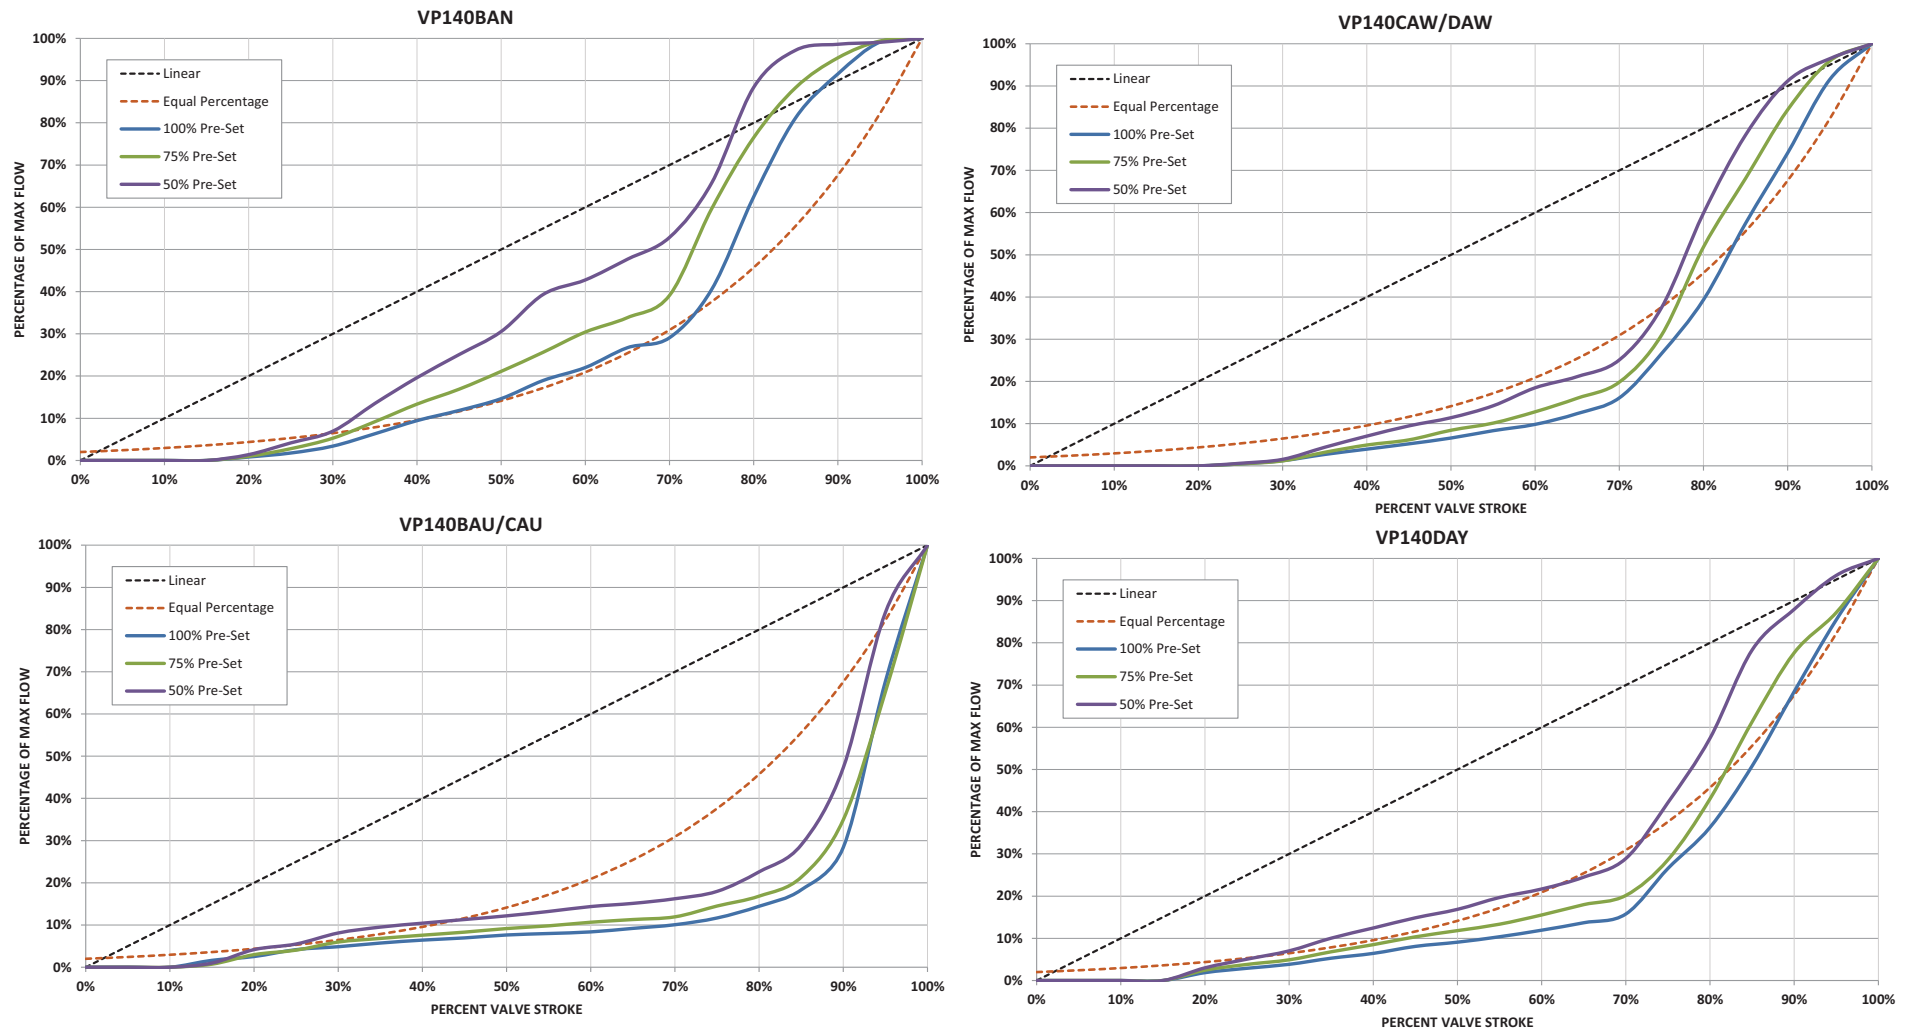 VP140BAN
PERCENTAGE OF MAX FLOW
100%
90%
80%
70%
60%
50%
40%
30%
20%
10%
0%
Linear
Equal Percentage
100% Pre-Set
75% Pre-Set
50% Pre-Set
0% 10% 20% 30% 40% 50% 60% 70% 80% 90% 100%
VP140CAW/DAW
PERCENTAGE OF MAX FLOW
100%
90%
80%
70%
60%
50%
40%
30%
20%
10%
0%
Linear
Equal Percentage
100% Pre-Set
75% Pre-Set
50% Pre-Set
0% 10% 20% 30% 40% 50% 60% 70% 80% 90% 100%
PERCENT VALVE STROKE
VP140BAU/CAU
PERCENTAGE OF MAX FLOW
100%
90%
80%
70%
60%
50%
40%
30%
20%
10%
0%
Linear
Equal Percentage
100% Pre-Set
75% Pre-Set
50% Pre-Set
0% 10% 20% 30% 40% 50% 60% 70% 80% 90% 100%
PERCENT VALVE STROKE
VP140DAY
PERCENTAGE OF MAX FLOW
100%
90%
80%
70%
60%
50%
40%
30%
20%
10%
0%
Linear
Equal Percentage
100% Pre-Set
75% Pre-Set
50% Pre-Set
0% 10% 20% 30% 40% 50% 60% 70% 80% 90% 100%
PERCENT VALVE STROKE